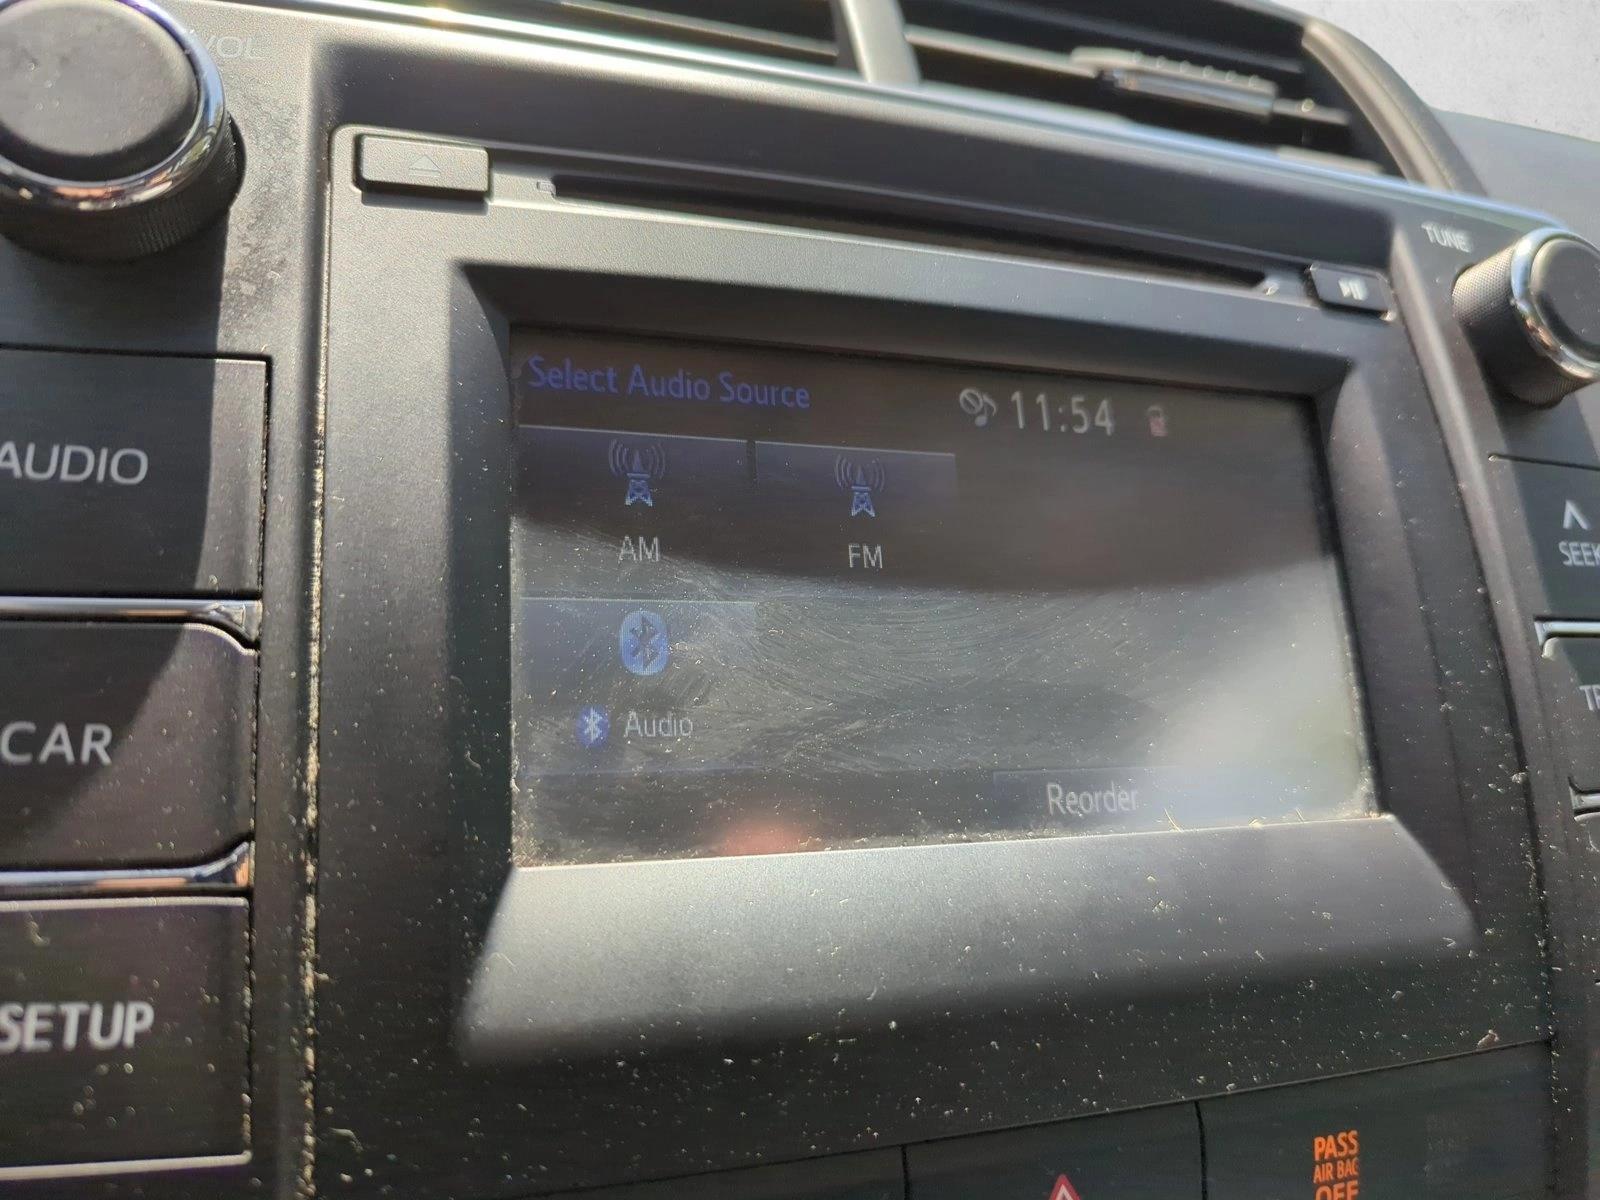 VOL
TUNE
Select Audio Source
11:54
AUDIO
AM
FM
SEEK
CAR
Audio
Reorder
SETUP
PASS
AIR BAG
OFF